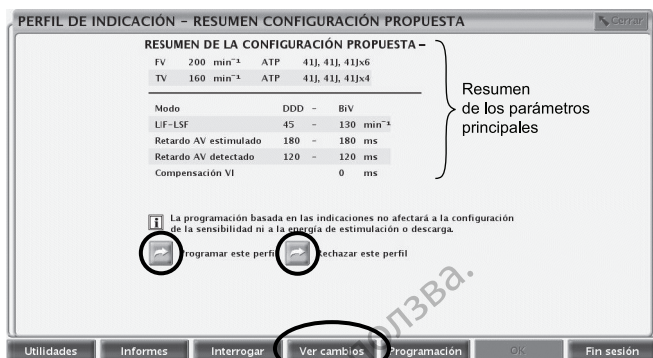 PERFIL DE INDICACIÓN – RESUMEN CONFIGURACIÓN PROPUESTA
Cerrar
RESUMEN DE LA CONFIGURACIÓN PROPUESTA –
FV 200 min⁻¹ ATP 41J, 41J, 41Jx6
TV 160 min⁻¹ ATP 41J, 41J, 41Jx4
Modo DDD – BiV
LIF-LSF 45 – 130 min⁻¹
Retardo AV estimulado 180 – 180 ms
Retardo AV detectado 120 – 120 ms
Compensación VI 0 ms
Resumen
de los parámetros
principales
La programación basada en las indicaciones no afectará a la configuración
de la sensibilidad ni a la energía de estimulación o descarga.
Programar este perfil
Rechazar este perfil
Utilidades
Informes
Interrogar
Ver cambios
Programación
OK
Fin sesión